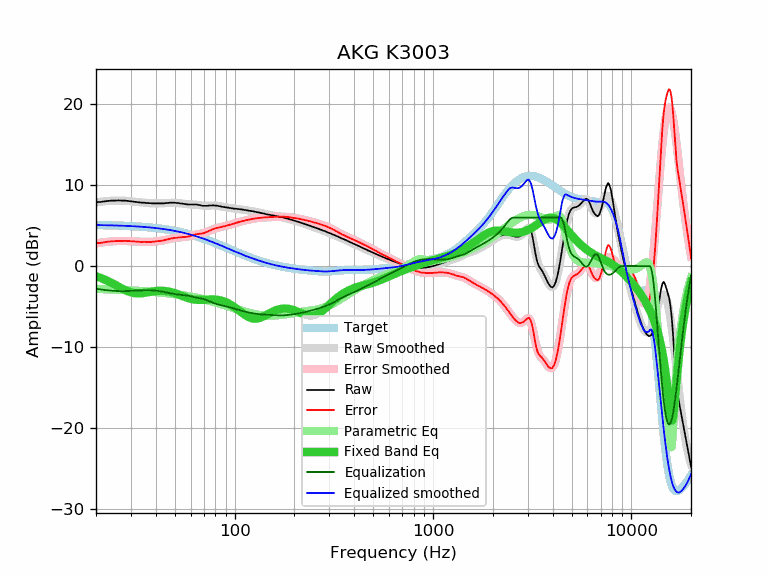 AKG K3003
Amplitude (dBr)
20
10
0
−10
−20
−30
Target
Raw Smoothed
Error Smoothed
Raw
Error
Parametric Eq
Fixed Band Eq
Equalization
Equalized smoothed
100
1000
10000
Frequency (Hz)